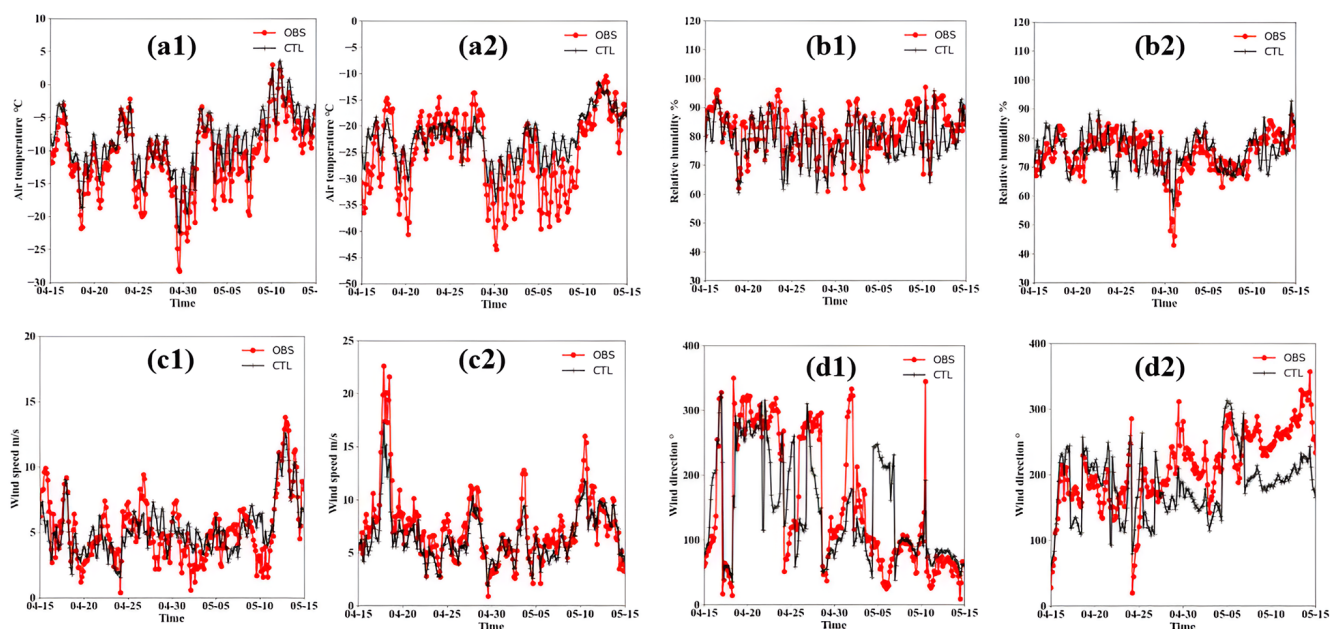 (a1)
OBS
CTL
Air temperature °C
10
5
0
−5
−10
−15
−20
−25
−30
04-15 04-20 04-25 04-30 05-05 05-10 05-
Time
(a2)
OBS
CTL
Air temperature °C
0
−5
−10
−15
−20
−25
−30
−35
−40
−45
−50
04-15 04-20 04-25 04-30 05-05 05-10 05-15
Time
(b1)
OBS
CTL
Relative humidity %
120
110
100
90
80
70
60
50
40
30
04-15 04-20 04-25 04-30 05-05 05-10 05-15
Time
(b2)
OBS
CTL
Relative humidity %
120
110
100
90
80
70
60
50
40
30
04-15 04-20 04-25 04-30 05-05 05-10 05-15
Time
(c1)
OBS
CTL
Wind speed m/s
20
15
10
5
0
04-15 04-20 04-25 04-30 05-05 05-10 05-15
Time
(c2)
OBS
CTL
Wind speed m/s
25
20
15
10
5
0
04-15 04-20 04-25 04-30 05-05 05-10 05-15
Time
(d1)
OBS
CTL
Wind direction °
400
300
200
100
0
04-15 04-20 04-25 04-30 05-05 05-10 05-15
Time
(d2)
OBS
CTL
Wind direction °
400
300
200
100
0
04-15 04-20 04-25 04-30 05-05 05-10 05-15
Time